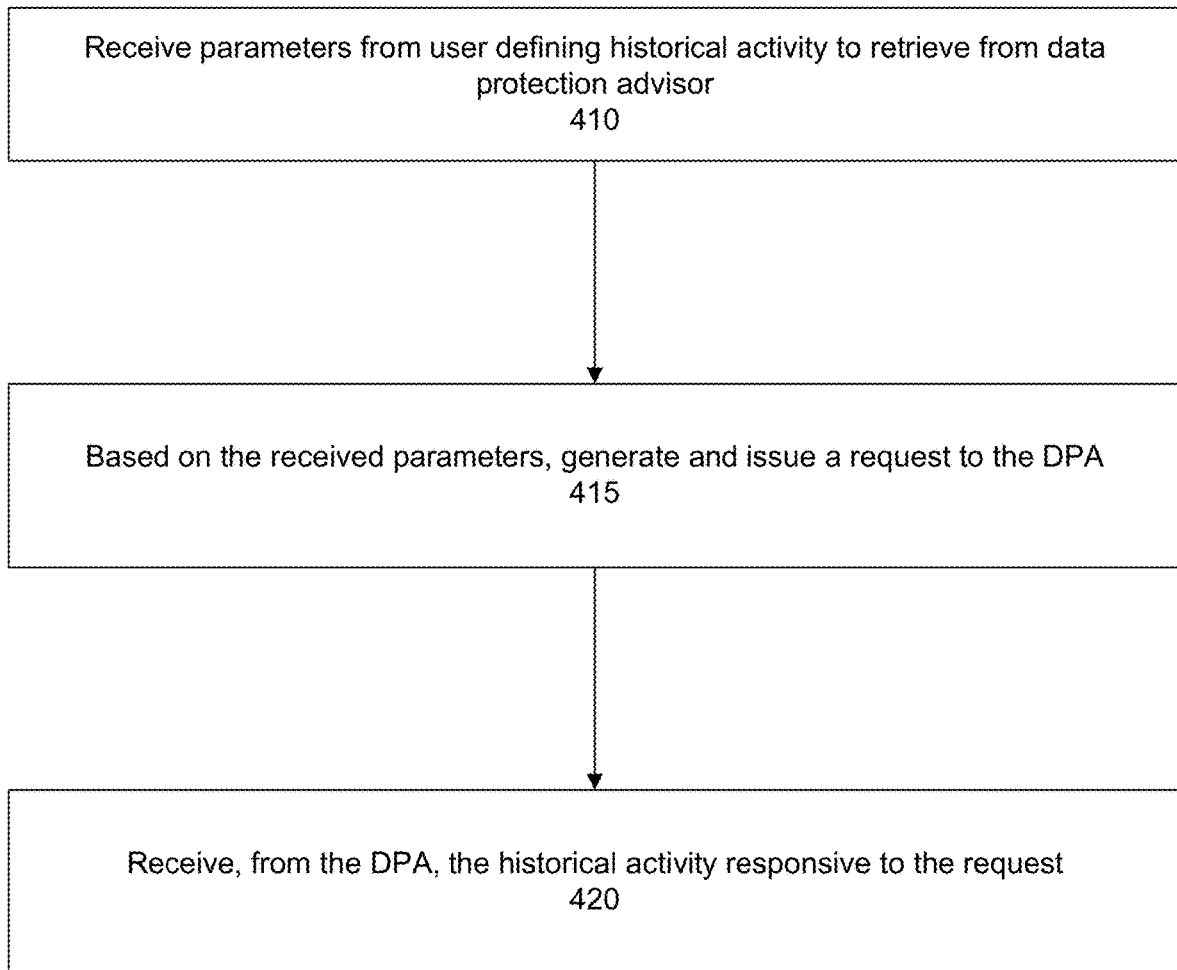 Receive parameters from user defining historical activity to retrieve from data
protection advisor
410
Based on the received parameters, generate and issue a request to the DPA
415
Receive, from the DPA, the historical activity responsive to the request
420